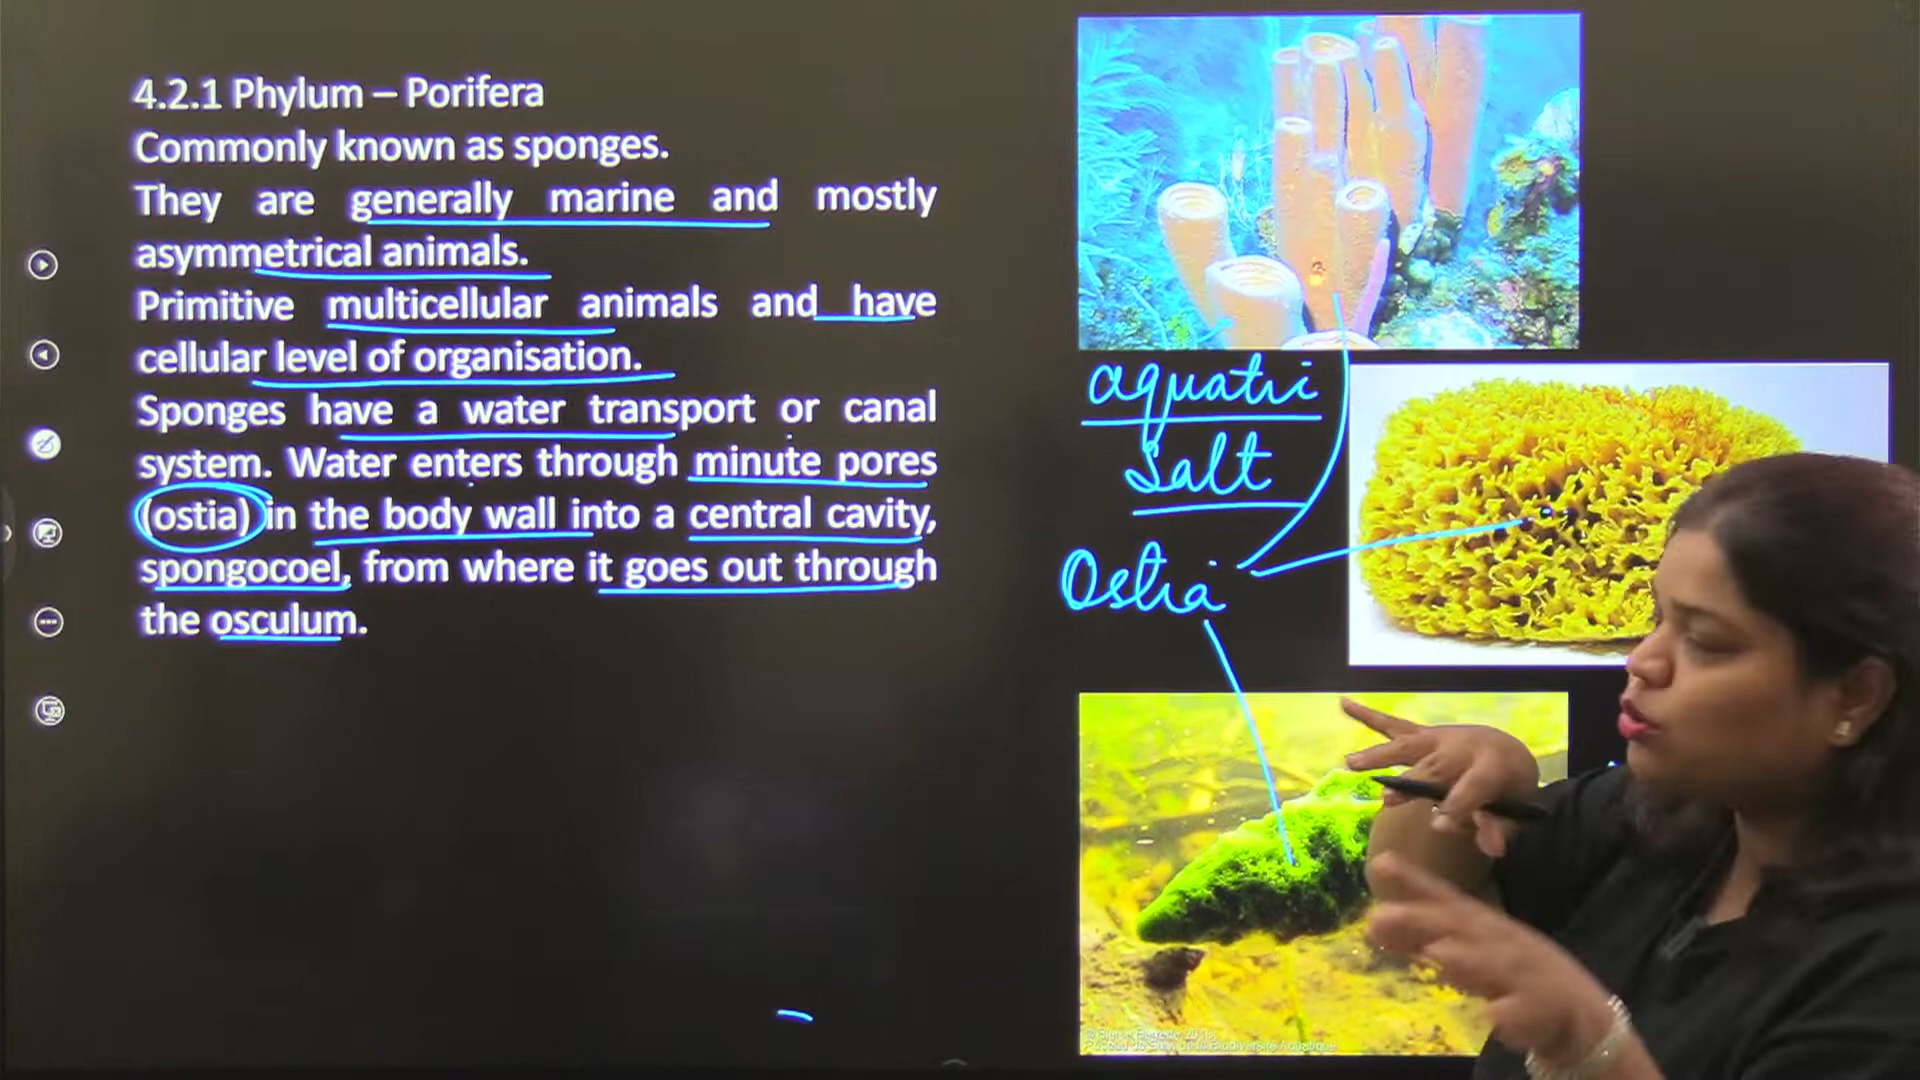 4.2.1 Phylum – Porifera
Commonly known as sponges.
They are generally marine and mostly
asymmetrical animals.
Primitive multicellular animals and have
cellular level of organisation.
Sponges have a water transport or canal
system. Water enters through minute pores
(ostia) in the body wall into a central cavity,
spongocoel, from where it goes out through
the osculum.
aquatic
Salt
Ostia